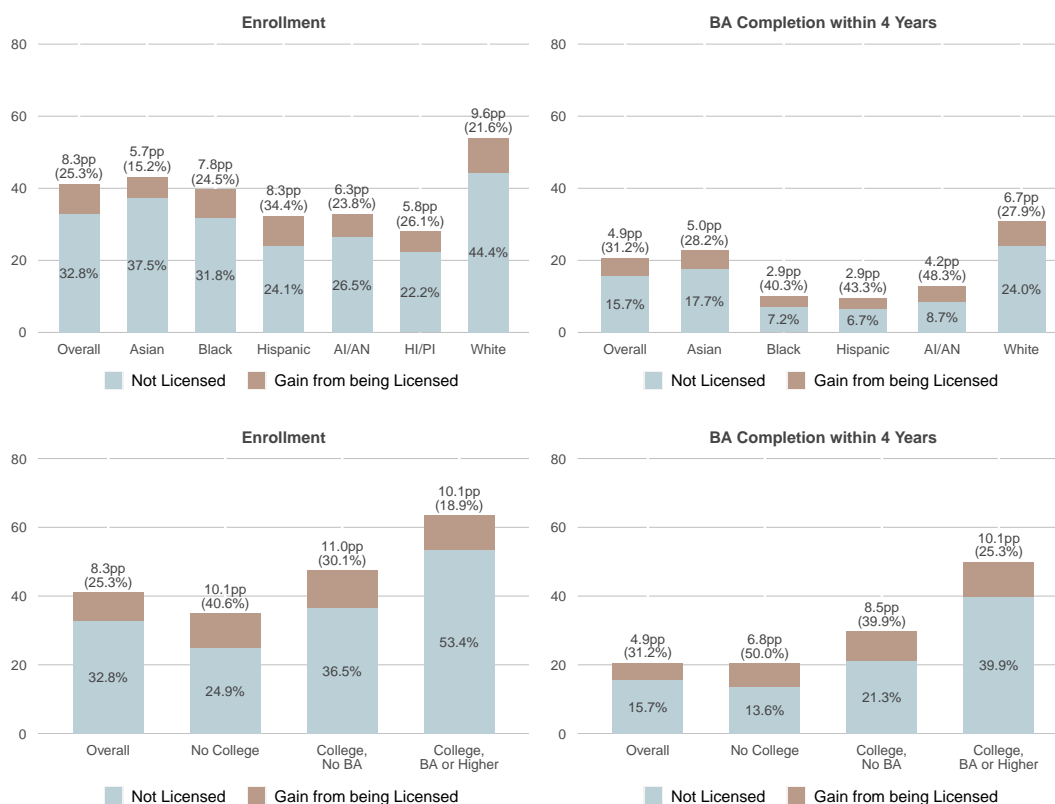 Enrollment
80
60
40
20
0
8.3pp
(25.3%)
32.8%
5.7pp
(15.2%)
37.5%
7.8pp
(24.5%)
31.8%
8.3pp
(34.4%)
24.1%
6.3pp
(23.8%)
26.5%
5.8pp
(26.1%)
22.2%
9.6pp
(21.6%)
44.4%
Overall Asian Black Hispanic AI/AN HI/PI White
Not Licensed Gain from being Licensed
BA Completion within 4 Years
80
60
40
20
0
4.9pp
(31.2%)
15.7%
5.0pp
(28.2%)
17.7%
2.9pp
(40.3%)
7.2%
2.9pp
(43.3%)
6.7%
4.2pp
(48.3%)
8.7%
6.7pp
(27.9%)
24.0%
Overall Asian Black Hispanic AI/AN White
Not Licensed Gain from being Licensed
Enrollment
80
60
40
20
0
8.3pp
(25.3%)
32.8%
10.1pp
(40.6%)
24.9%
11.0pp
(30.1%)
36.5%
10.1pp
(18.9%)
53.4%
Overall No College College, College,
No BA BA or Higher
Not Licensed Gain from being Licensed
BA Completion within 4 Years
80
60
40
20
0
4.9pp
(31.2%)
15.7%
6.8pp
(50.0%)
13.6%
8.5pp
(39.9%)
21.3%
10.1pp
(25.3%)
39.9%
Overall No College College, College,
No BA BA or Higher
Not Licensed Gain from being Licensed